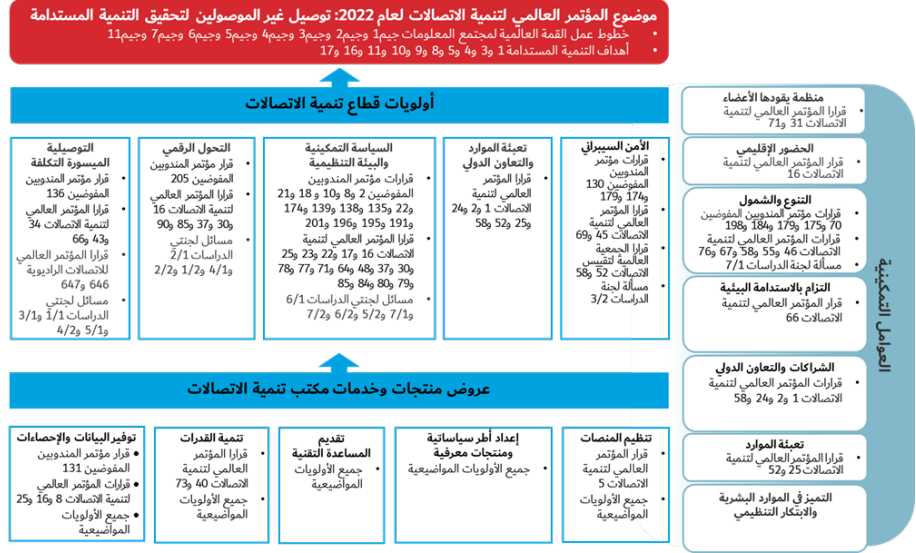 موضوع المؤتمر العالمي لتنمية الاتصالات لعام 2022: توصيل غير الموصولين لتحقيق التنمية المستدامة
• خطوط عمل القمة العالمية لمجتمع المعلومات جيم1 وجيم2 وجيم3 وجيم4 وجيم5 وجيم6 وجيم7 وجيم11
• أهداف التنمية المستدامة 1 و3 و4 و5 و8 و9 و10 و11 و16 و17
أولويات قطاع تنمية الاتصالات
الأمن السيبراني
• قرارات مؤتمر
المندوبين
المفوضين 130
و174 و179
• قرارا المؤتمر
العالمي لتنمية
الاتصالات 45 و69
• قرارا الجمعية
العالمية لتقييس
الاتصالات 52 و58
• مسألة لجنة
الدراسات 3/2
تعبئة الموارد
والتعاون الدولي
• قرارا المؤتمر
العالمي لتنمية
الاتصالات 1 و2 و24
و25 و52 و58
السياسة التمكينية
والبيئة التنظيمية
• قرارات مؤتمر المندوبين
المفوضين 2 و8 و10 و 18 و21
و22 و135 و138 و139 و174
و191 و195 و196 و201
• قرارا المؤتمر العالمي لتنمية
الاتصالات 16 و17 و22 و23 و25
و30 و37 و48 و64 و71 و77 و78
و79 و80 و84 و85
• مسائل لجنتي الدراسات 6/1
و7/1 و5/2 و6/2 و7/2
التحول الرقمي
• قرار مؤتمر المندوبين
المفوضين 205
• قرارا المؤتمر العالمي
لتنمية الاتصالات 16
و30 و37 و85 و90
• مسائل لجنتي
الدراسات 2/1
و4/1 و1/2 و2/2
التوصيلية
الميسورة التكلفة
• قرار مؤتمر المندوبين
المفوضين 136
• قرارا المؤتمر العالمي
لتنمية الاتصالات 34
و43 و66
• قرارا المؤتمر العالمي
للاتصالات الراديوية
646 و647
• مسائل لجنتي
الدراسات 1/1 و3/1
و5/1 و4/2
عروض منتجات وخدمات مكتب تنمية الاتصالات
تنظيم المنصات
• قرار المؤتمر
العالمي لتنمية
الاتصالات 5
• جميع الأولويات
المواضيعية
إعداد أطر سياساتية
ومنتجات معرفية
• جميع الأولويات المواضيعية
تقديم
المساعدة التقنية
• جميع الأولويات
المواضيعية
تنمية القدرات
• قرارا المؤتمر
العالمي لتنمية
الاتصالات 40 و73
• جميع الأولويات
المواضيعية
توفير البيانات والإحصاءات
• قرار مؤتمر المندوبين
المفوضين 131
• قرارات المؤتمر العالمي
لتنمية الاتصالات 8 و16 و25
• جميع الأولويات
المواضيعية
العوامل التمكينية
منظمة يقودها الأعضاء
• قرارا المؤتمر العالمي لتنمية
الاتصالات 31 و71
الحضور الإقليمي
• قرار المؤتمر العالمي لتنمية
الاتصالات 16
التنوع والشمول
• قرارات مؤتمر المندوبين المفوضين
70 و175 و179 و184 و198
• قرارات المؤتمر العالمي لتنمية
الاتصالات 46 و55 و58 و67 و76
• مسألة لجنة الدراسات 7/1
التزام بالاستدامة البيئية
• قرار المؤتمر العالمي لتنمية
الاتصالات 66
الشراكات والتعاون الدولي
• قرارات المؤتمر العالمي لتنمية
الاتصالات 1 و2 و24 و58
تعبئة الموارد
• قرارا المؤتمر العالمي لتنمية
الاتصالات 25 و52
التميز في الموارد البشرية
والابتكار التنظيمي